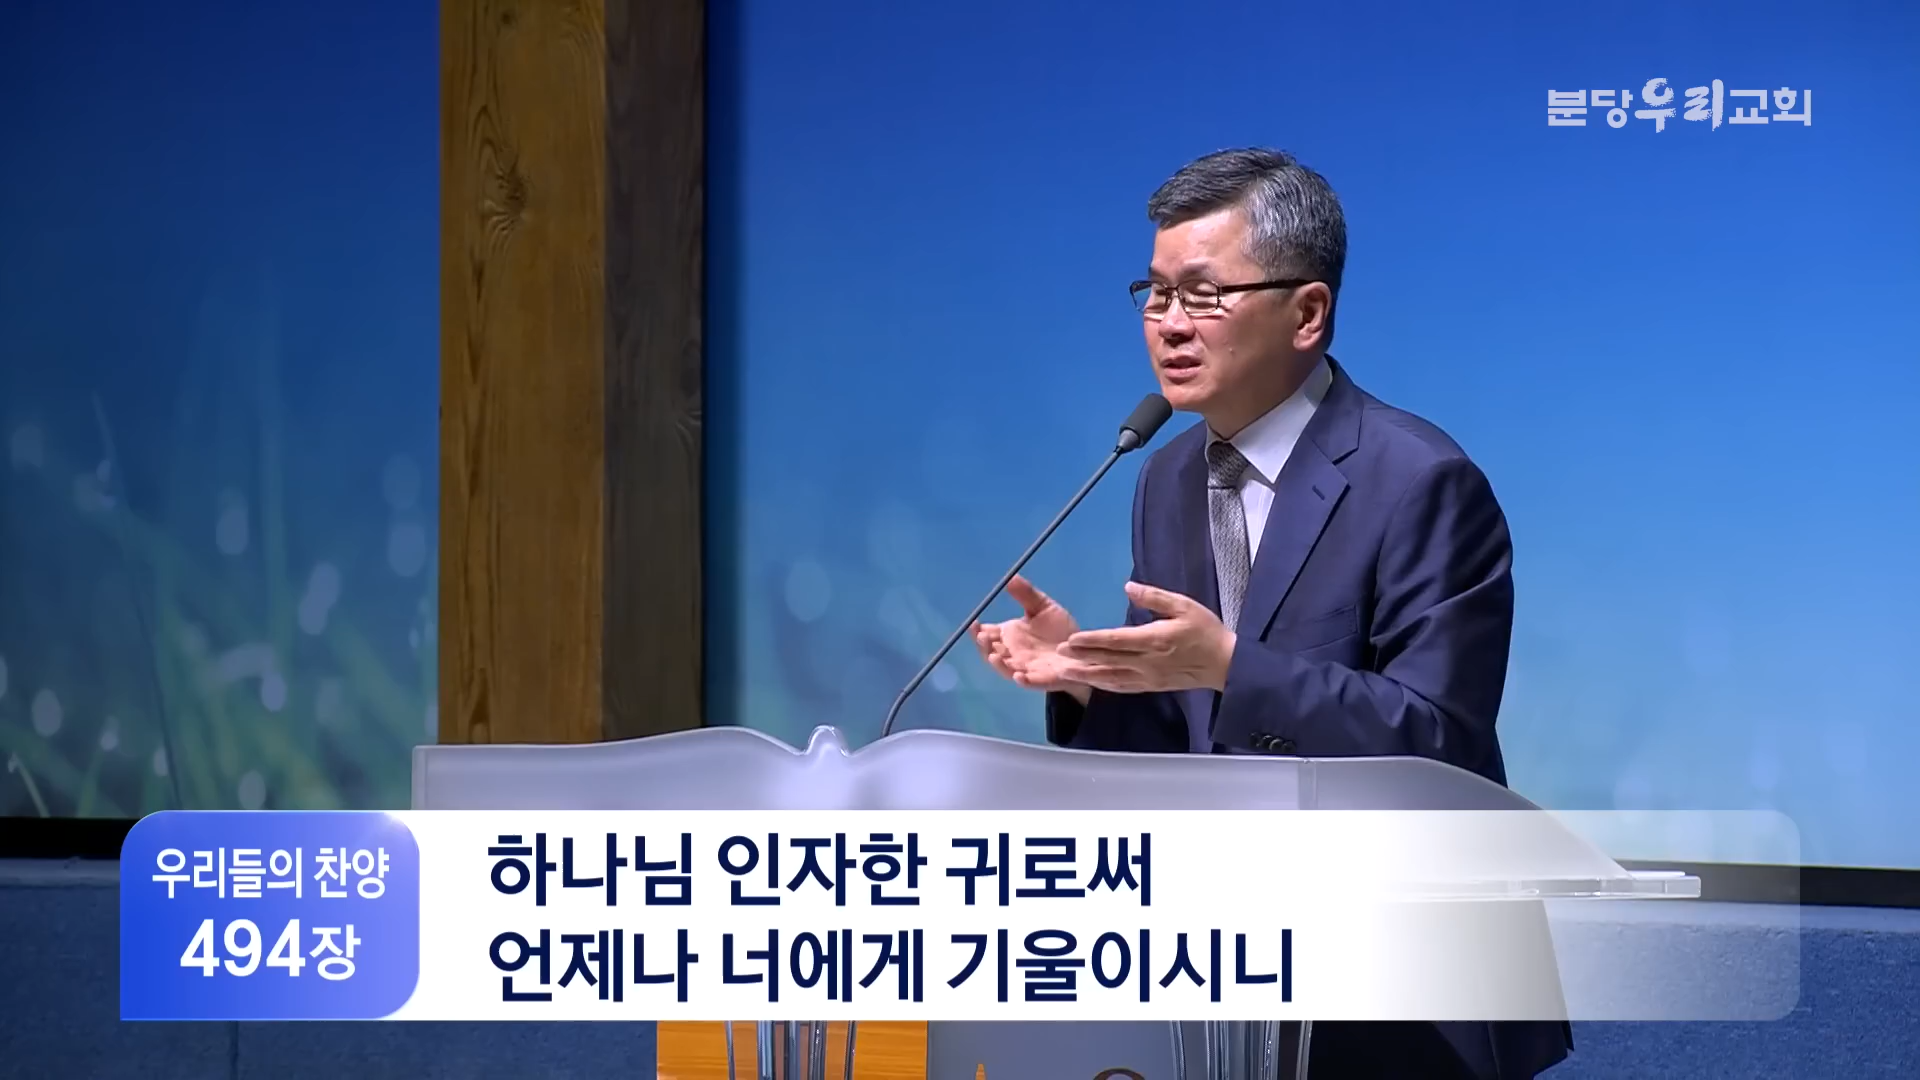 분당우리교회
우리들의 찬양
494장
하나님 인자한 귀로써
언제나 너에게 기울이시니